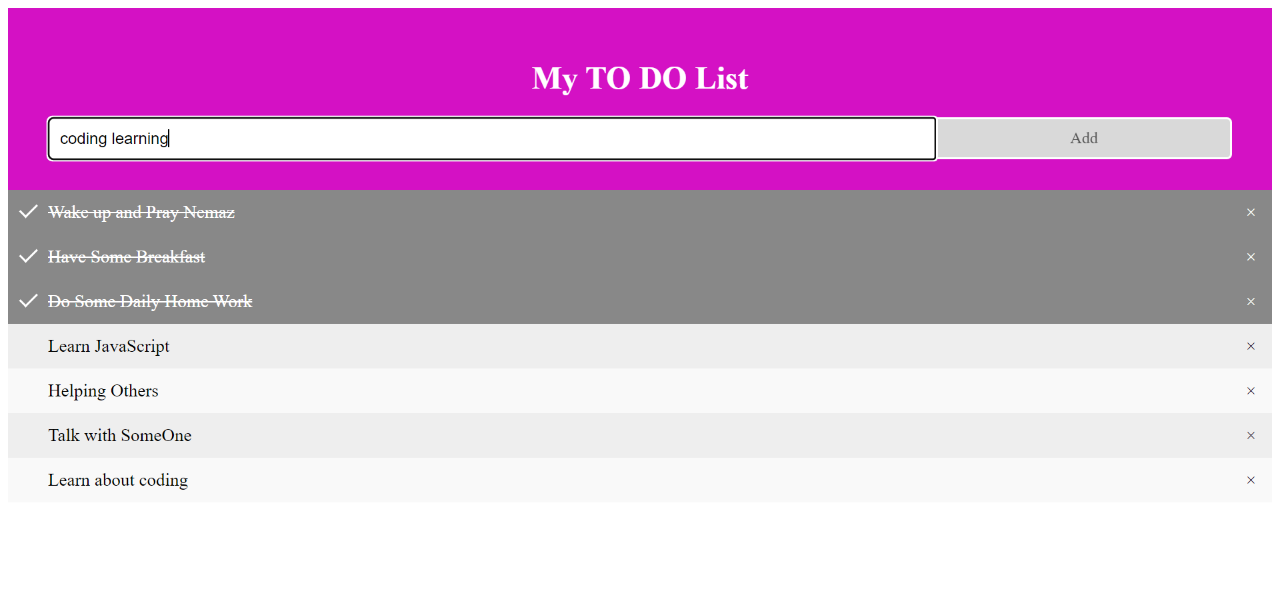 My TO DO List
coding learning
Add
Wake up and Pray Nemaz
×
Have Some Breakfast
×
Do Some Daily Home Work
×
Learn JavaScript
×
Helping Others
×
Talk with SomeOne
×
Learn about coding
×